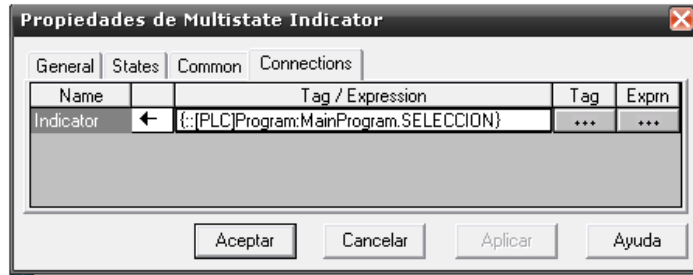 Propiedades de Multistate Indicator
General States Common Connections
Name Tag / Expression Tag Exprn
Indicator {::[PLC]Program:MainProgram.SELECCION} ... ...
Aceptar Cancelar Aplicar Ayuda